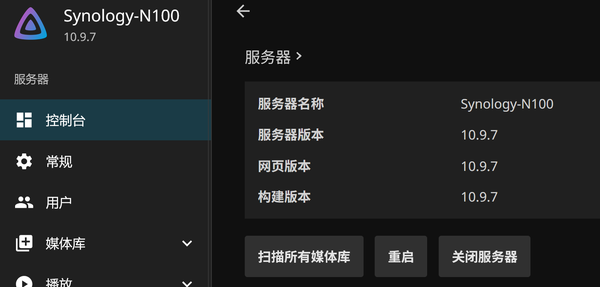 Synology-N100
10.9.7
服务器
控制台
常规
用户
媒体库
播放
服务器
服务器名称 Synology-N100
服务器版本 10.9.7
网页版本 10.9.7
构建版本 10.9.7
扫描所有媒体库 重启 关闭服务器